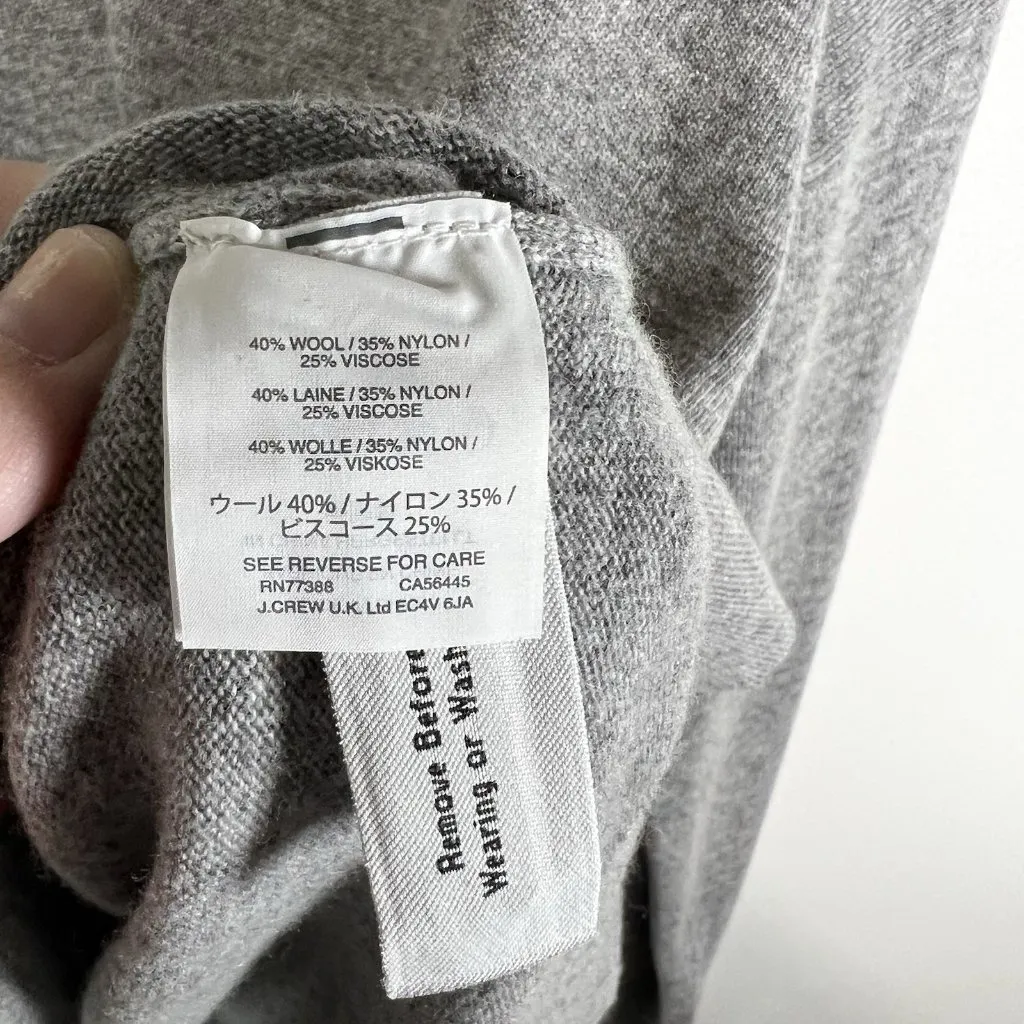 40% WOOL / 35% NYLON /
25% VISCOSE
40% LAINE / 35% NYLON /
25% VISCOSE
40% WOLLE / 35% NYLON /
25% VISKOSE
ウール 40% / ナイロン 35% /
ビスコース 25%
SEE REVERSE FOR CARE
RN77388 CA56445
J.CREW U.K. Ltd EC4V 6JA
Remove Before
Wearing or Wash